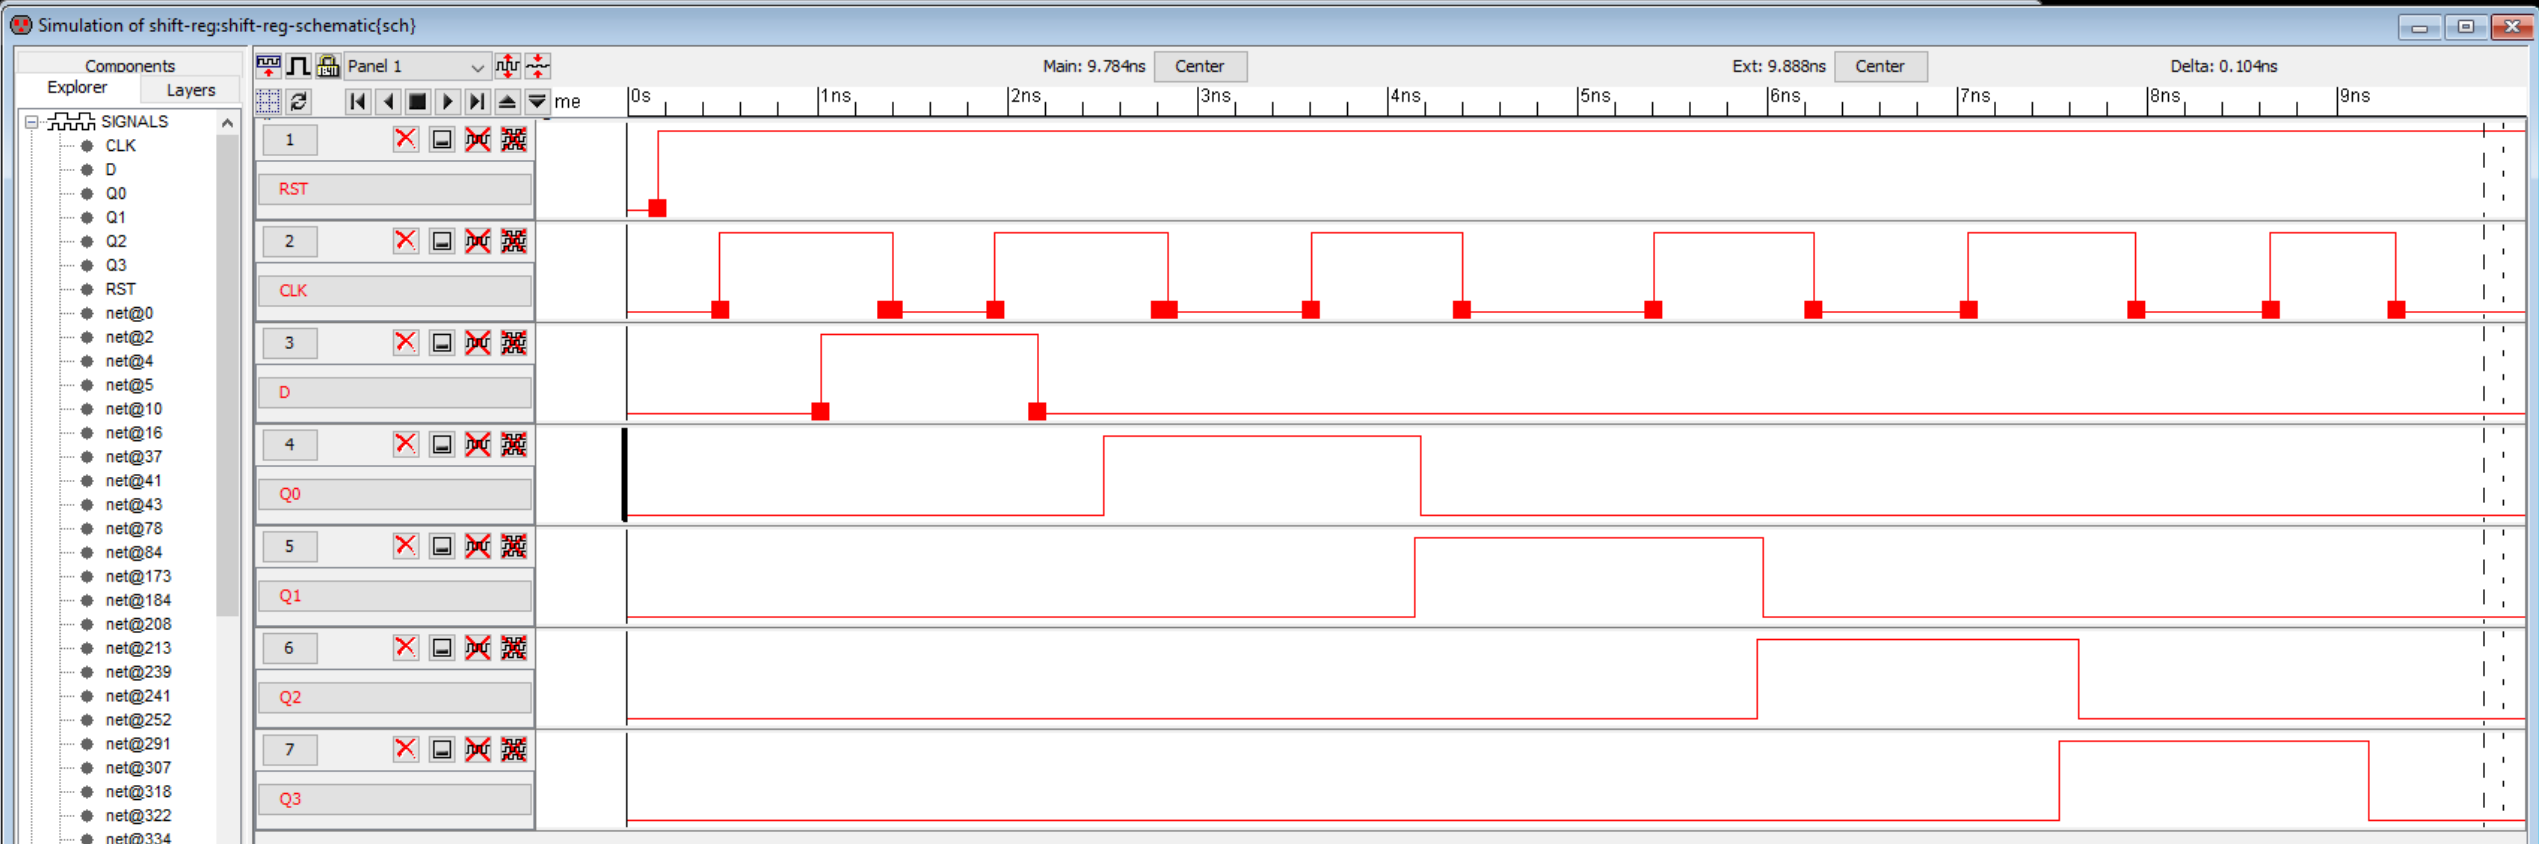 Simulation of shift-reg:shift-reg-schematic{sch}
Components
Explorer
Layers
SIGNALS
CLK
D
Q0
Q1
Q2
Q3
RST
net@0
net@2
net@4
net@5
net@10
net@16
net@37
net@41
net@43
net@78
net@84
net@173
net@184
net@208
net@213
net@239
net@241
net@252
net@291
net@307
net@318
net@322
net@334
Panel 1
Main: 9.784ns Center
Ext: 9.888ns Center
Delta: 0.104ns
me 0s 1ns 2ns 3ns 4ns 5ns 6ns 7ns 8ns 9ns
1
RST
2
CLK
3
D
4
Q0
5
Q1
6
Q2
7
Q3